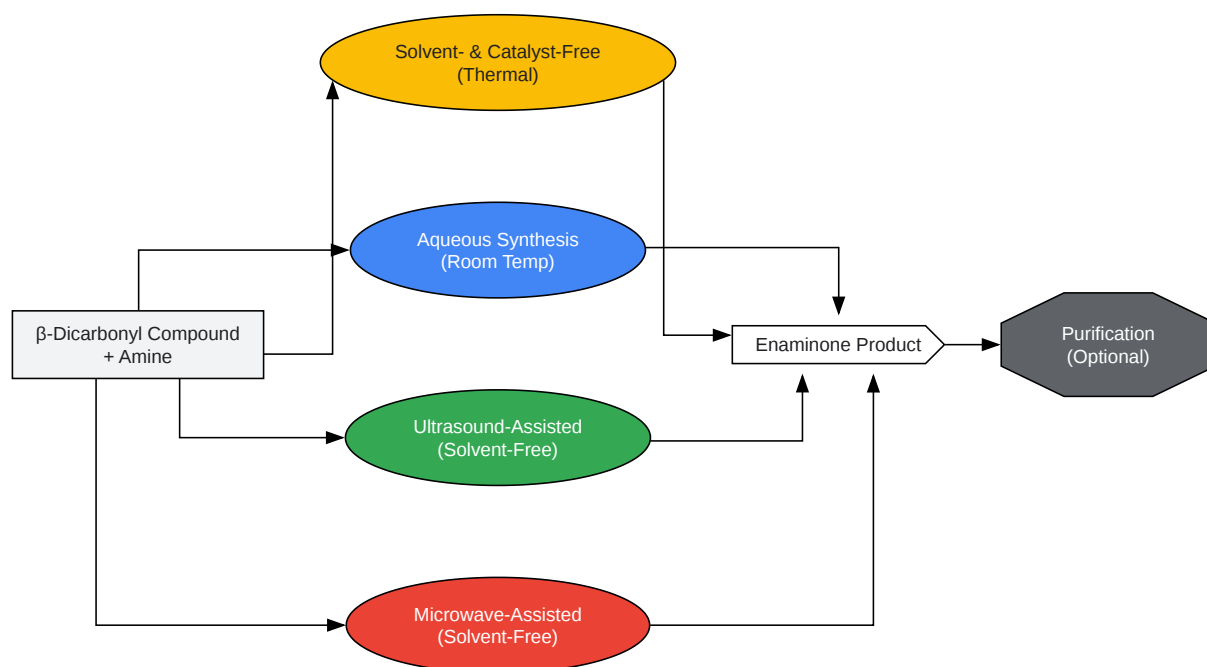 Solvent- & Catalyst-Free
(Thermal)
Aqueous Synthesis
(Room Temp)
β-Dicarbonyl Compound
+ Amine
Enaminone Product
Purification
(Optional)
Ultrasound-Assisted
(Solvent-Free)
Microwave-Assisted
(Solvent-Free)